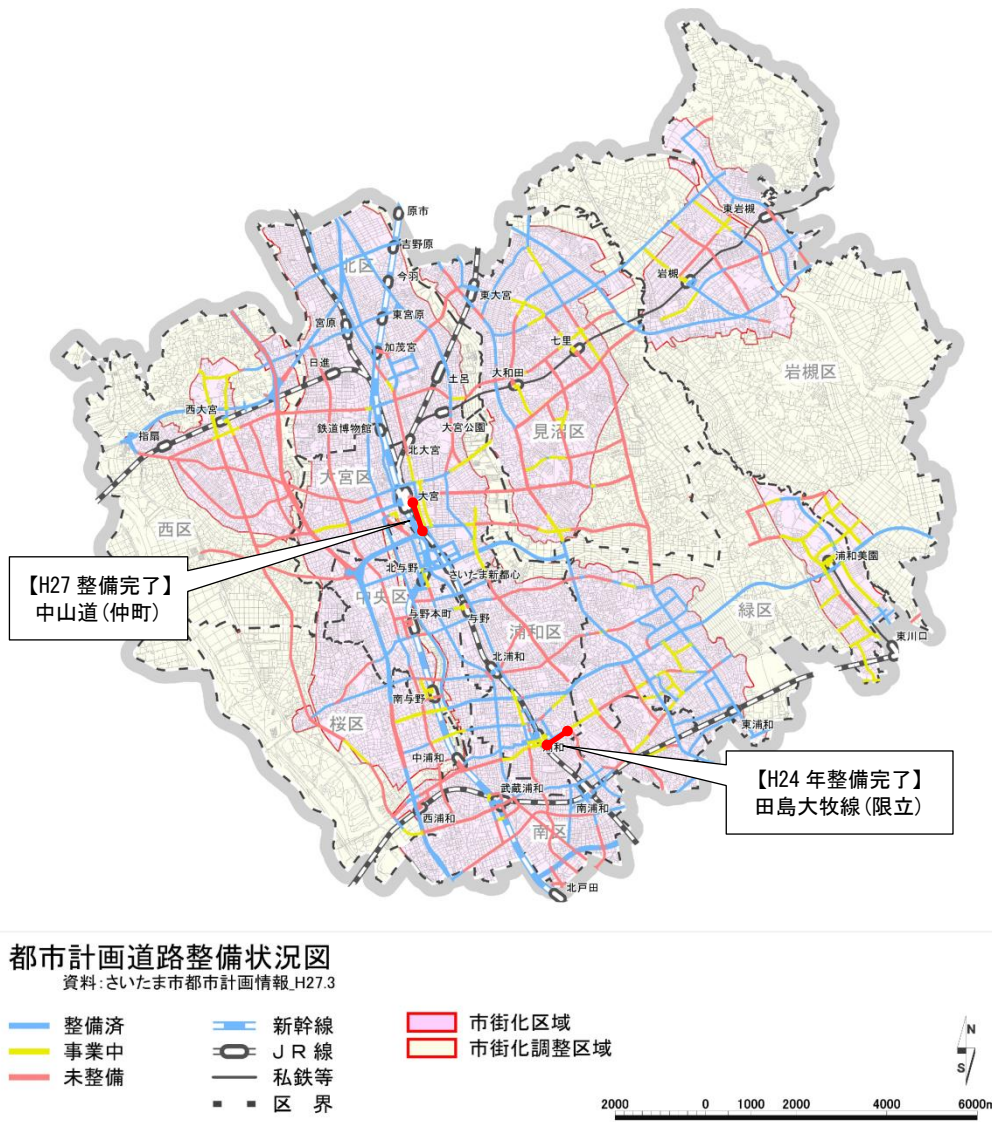 原市
吉野原
北区
今羽
東大宮
東宮原
宮原
加茂宮
日進
土呂
七里
大和田
東岩槻
岩槻
岩槻区
西大宮
指扇
鉄道博物館
大宮公園
見沼区
北大宮
大宮区
大宮
西区
【H27 整備完了】
中山道(仲町)
北与野
さいたま新都心
中央区
与野本町
与野
浦和区
緑区
浦和美園
東川口
北浦和
南与野
桜区
東浦和
中浦和
浦和
【H24 年整備完了】
田島大牧線(限立)
武蔵浦和
西浦和
南浦和
南区
北戸田
都市計画道路整備状況図
資料:さいたま市都市計画情報_H27.3
整備済
事業中
未整備
新幹線
JR線
私鉄等
区 界
市街化区域
市街化調整区域
N
S
2000 0 1000 2000 4000 6000m